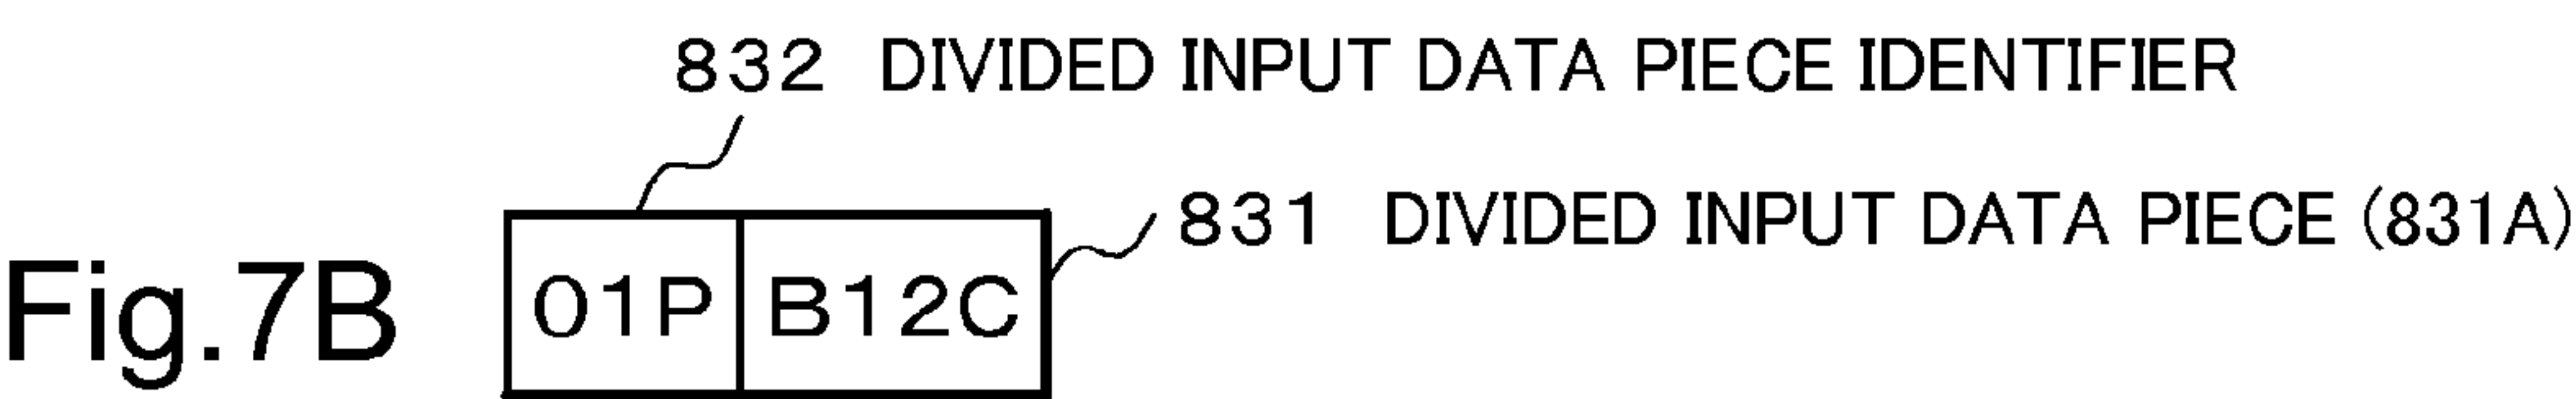 832 DIVIDED INPUT DATA PIECE IDENTIFIER
831 DIVIDED INPUT DATA PIECE (831A)
Fig.7B 01P B12C